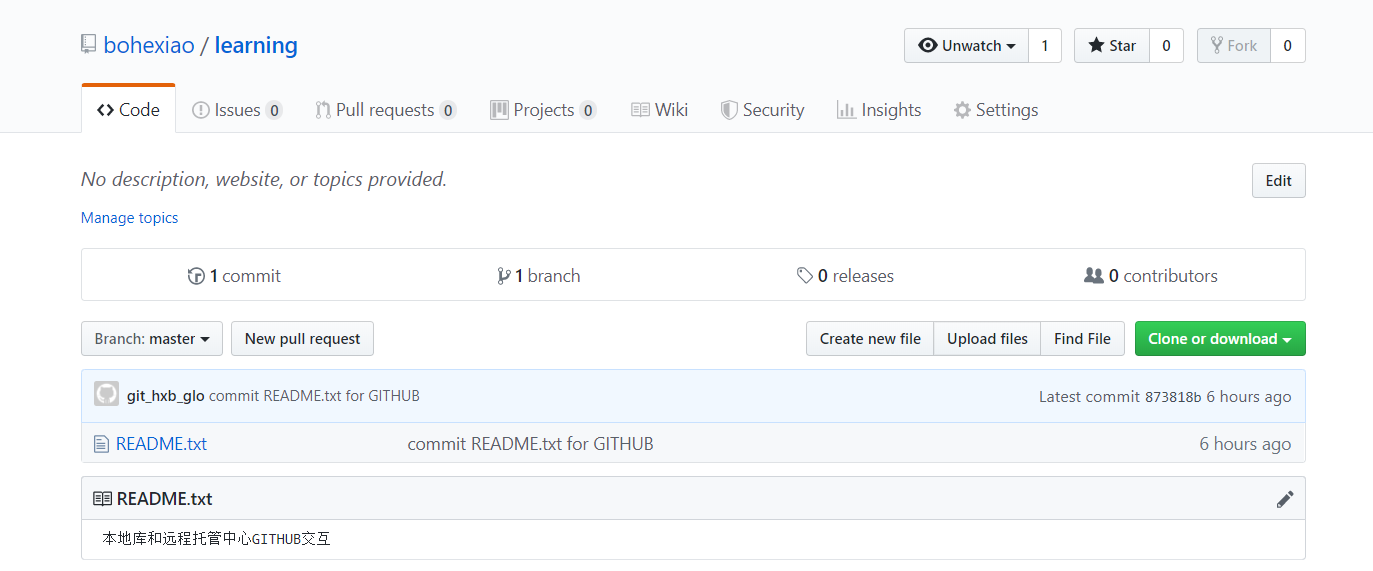 bohexiao / learning Unwatch 1 Star 0 Fork 0
Code Issues 0 Pull requests 0 Projects 0 Wiki Security Insights Settings
No description, website, or topics provided. Edit
Manage topics
1 commit 1 branch 0 releases 0 contributors
Branch: master New pull request Create new file Upload files Find File Clone or download
git_hxb_glo commit README.txt for GITHUB Latest commit 873818b 6 hours ago
README.txt commit README.txt for GITHUB 6 hours ago
README.txt
本地库和远程托管中心GITHUB交互